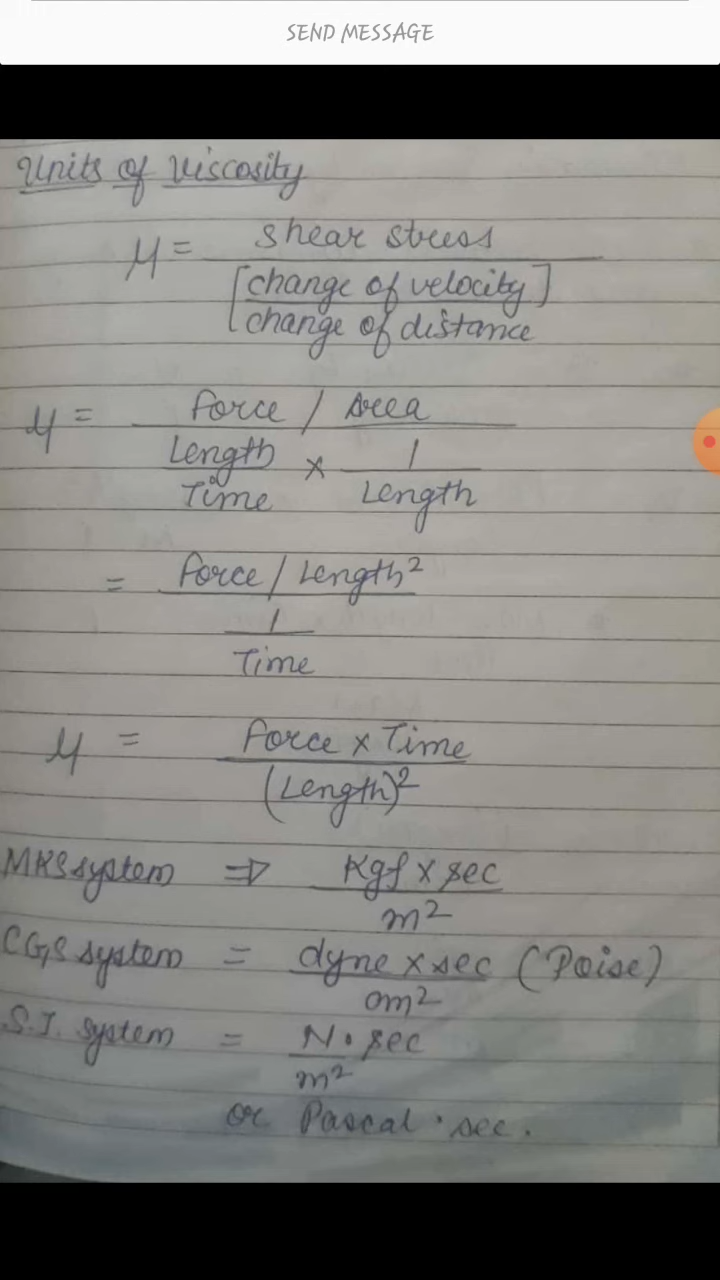 SEND MESSAGE
Units of Viscosity
μ = shear stress
[change of velocity]
change of distance
μ = Force / Area
Length × 1
Time Length
= Force / Length²
1
Time
μ = Force × Time
(Length)²
MKS system ⇒ Kgf × sec
m²
CGS system = dyne × sec (Poise)
cm²
S.I. system = N · sec
m²
or Pascal · sec.